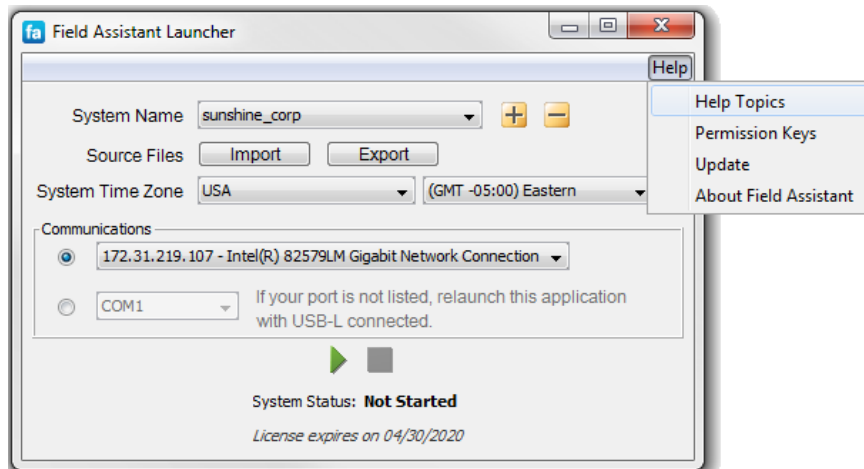 fa Field Assistant Launcher
Help
Help Topics
Permission Keys
Update
About Field Assistant
System Name sunshine_corp
Source Files Import Export
System Time Zone USA (GMT -05:00) Eastern
Communications
172.31.219.107 - Intel(R) 82579LM Gigabit Network Connection
COM1 If your port is not listed, relaunch this application
with USB-L connected.
System Status: Not Started
License expires on 04/30/2020